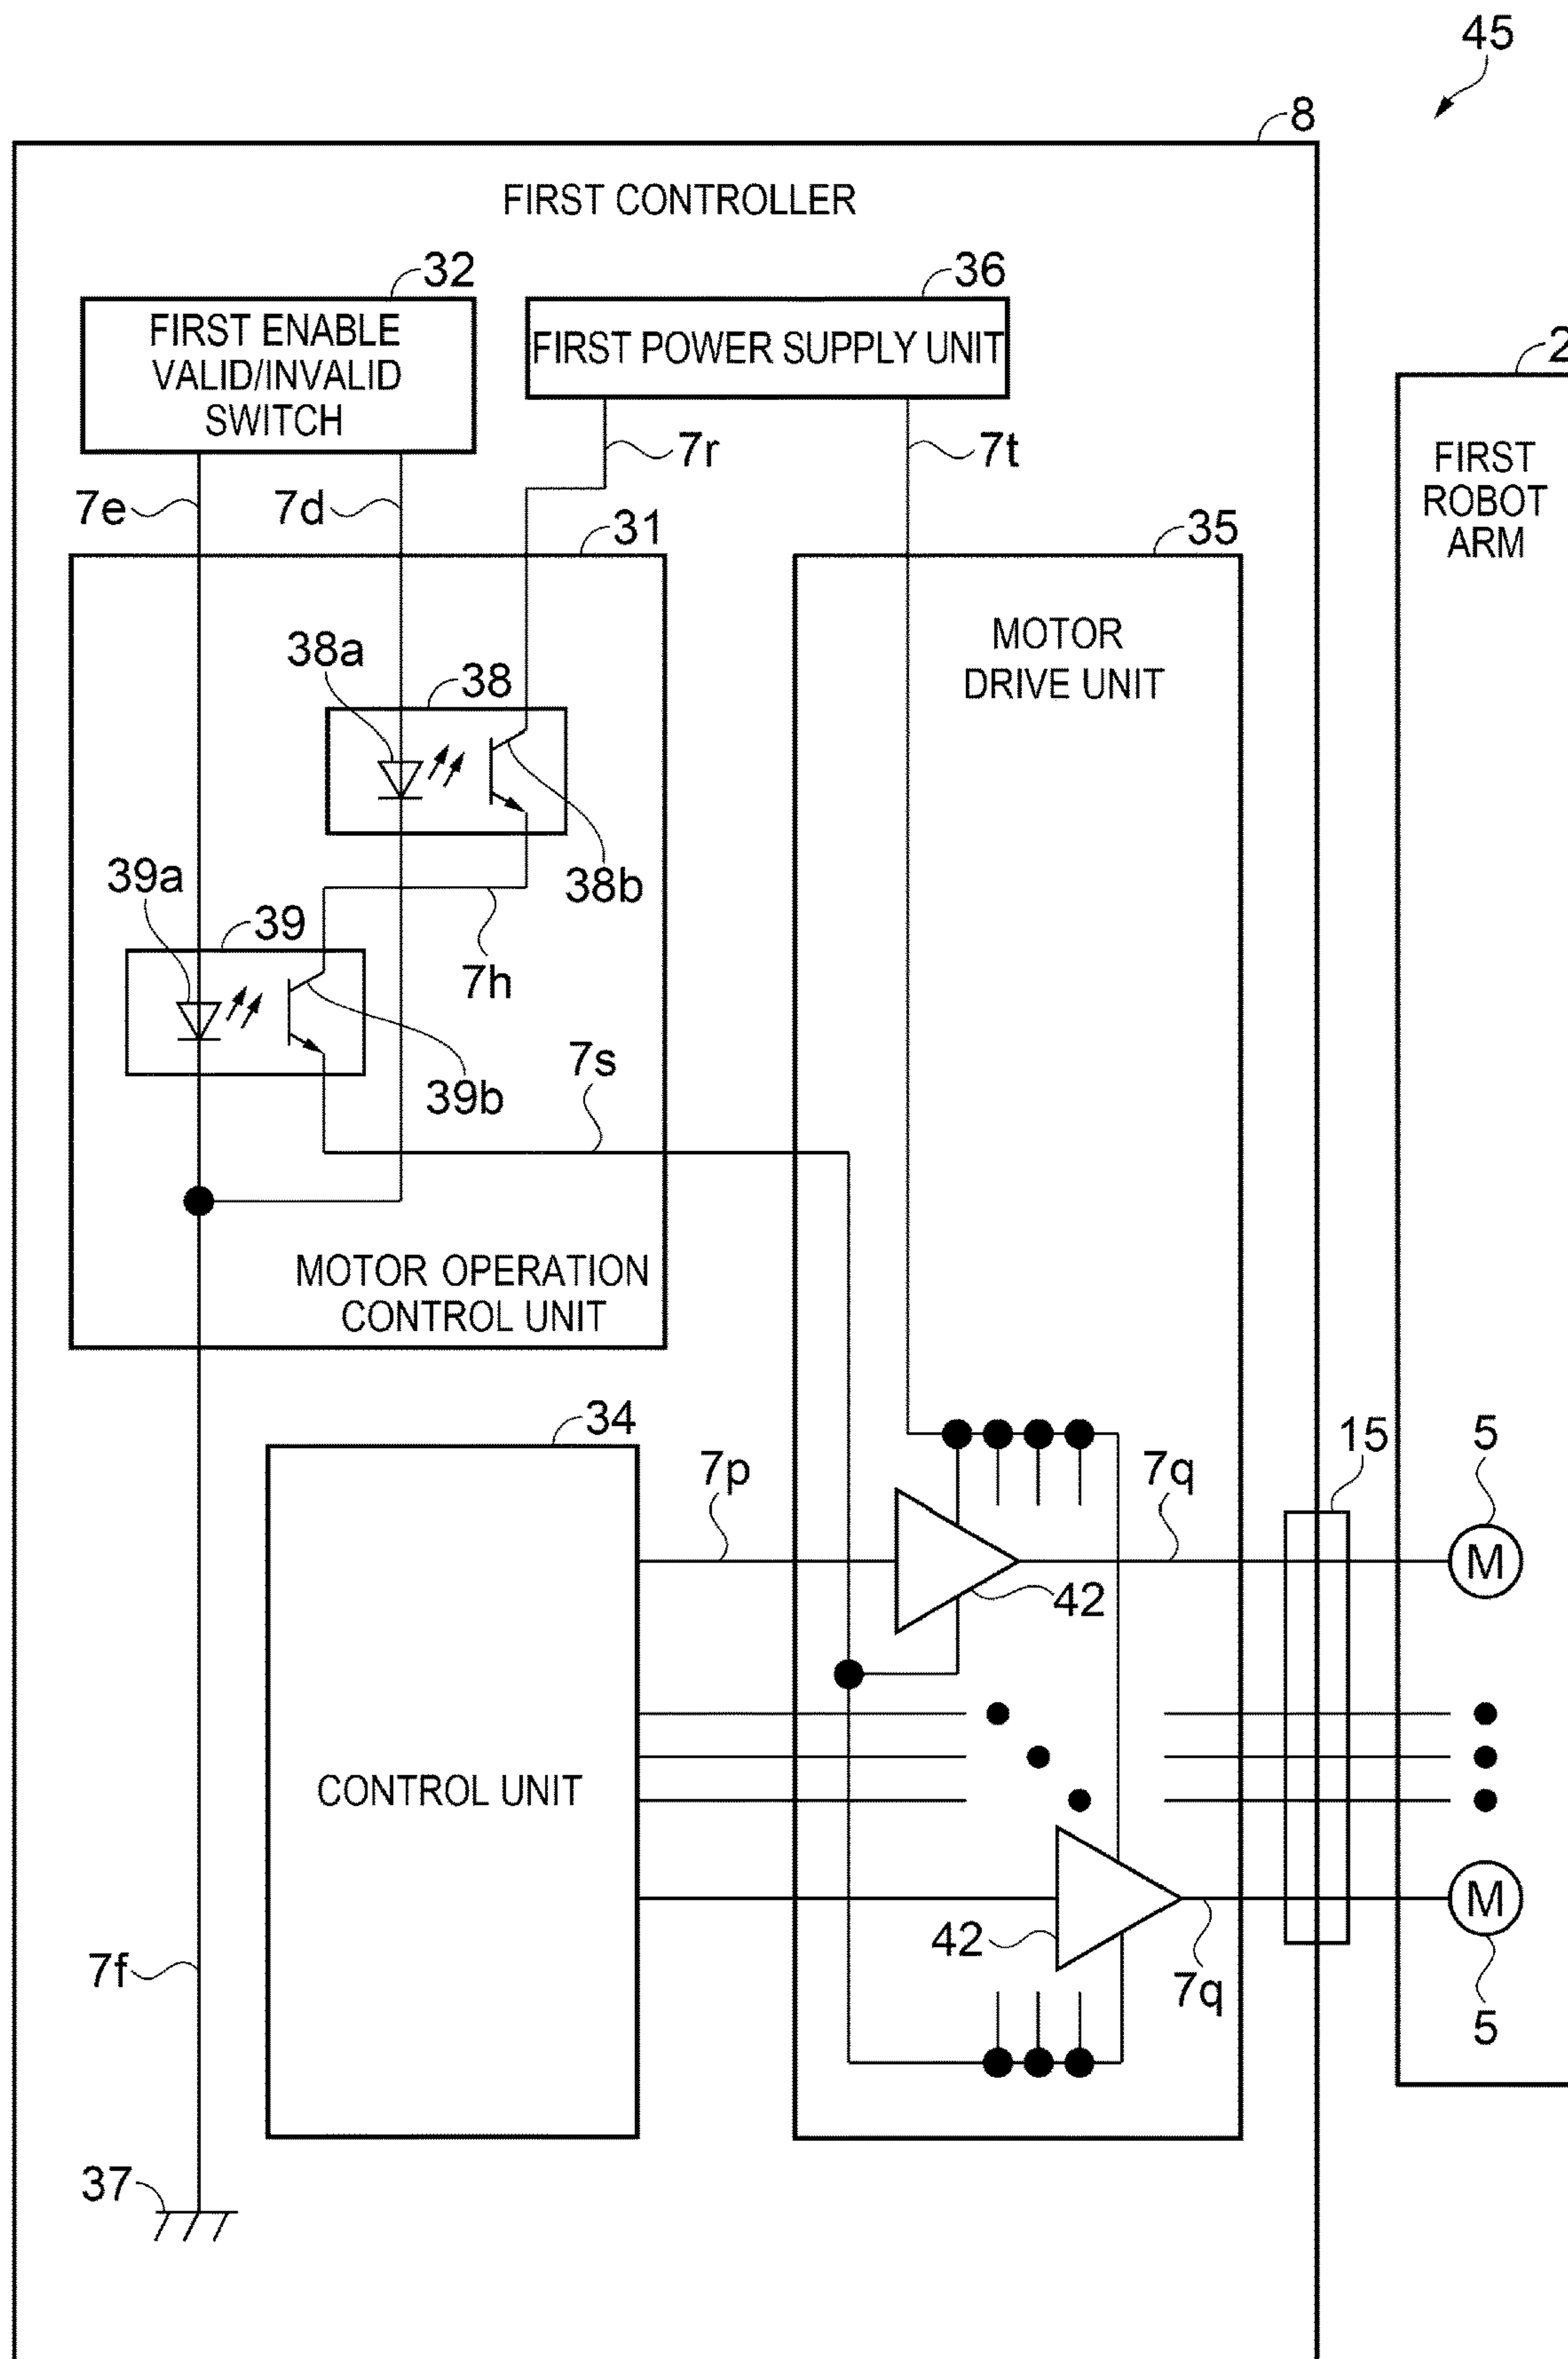 45
8
FIRST CONTROLLER
32
36
FIRST ENABLE
VALID/INVALID
SWITCH
FIRST POWER SUPPLY UNIT
2
7r
7t
FIRST
ROBOT
ARM
7e
7d
31
35
MOTOR
DRIVE UNIT
38a
38
38b
39a
39
7h
7s
39b
MOTOR OPERATION
CONTROL UNIT
34
15
5
7p
7q
M
42
CONTROL UNIT
M
42
7f
7q
5
37